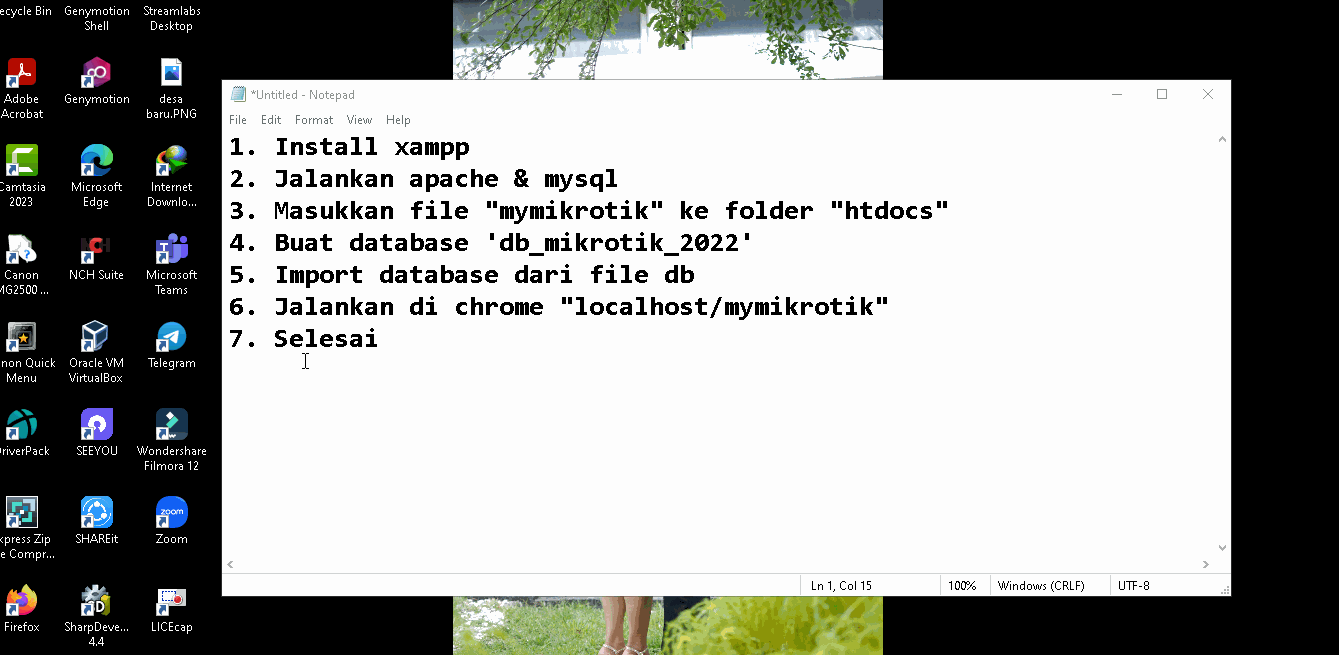 ecycle Bin
Genymotion
Shell
Streamlabs
Desktop
Adobe
Acrobat
Genymotion
desa
baru.PNG
Camtasia
2023
Microsoft
Edge
Internet
Downlo...
Canon
MG2500 ...
NCH Suite
Microsoft
Teams
non Quick
Menu
Oracle VM
VirtualBox
Telegram
DriverPack
SEEYOU
Wondershare
Filmora 12
xpress Zip
e Compr...
SHAREit
zoom
Zoom
Firefox
SharpDeve...
4.4
LICEcap
*Untitled - Notepad
File Edit Format View Help
1. Install xampp
2. Jalankan apache & mysql
3. Masukkan file "mymikrotik" ke folder "htdocs"
4. Buat database 'db_mikrotik_2022'
5. Import database dari file db
6. Jalankan di chrome "localhost/mymikrotik"
7. Selesai
Ln 1, Col 15 100% Windows (CRLF) UTF-8